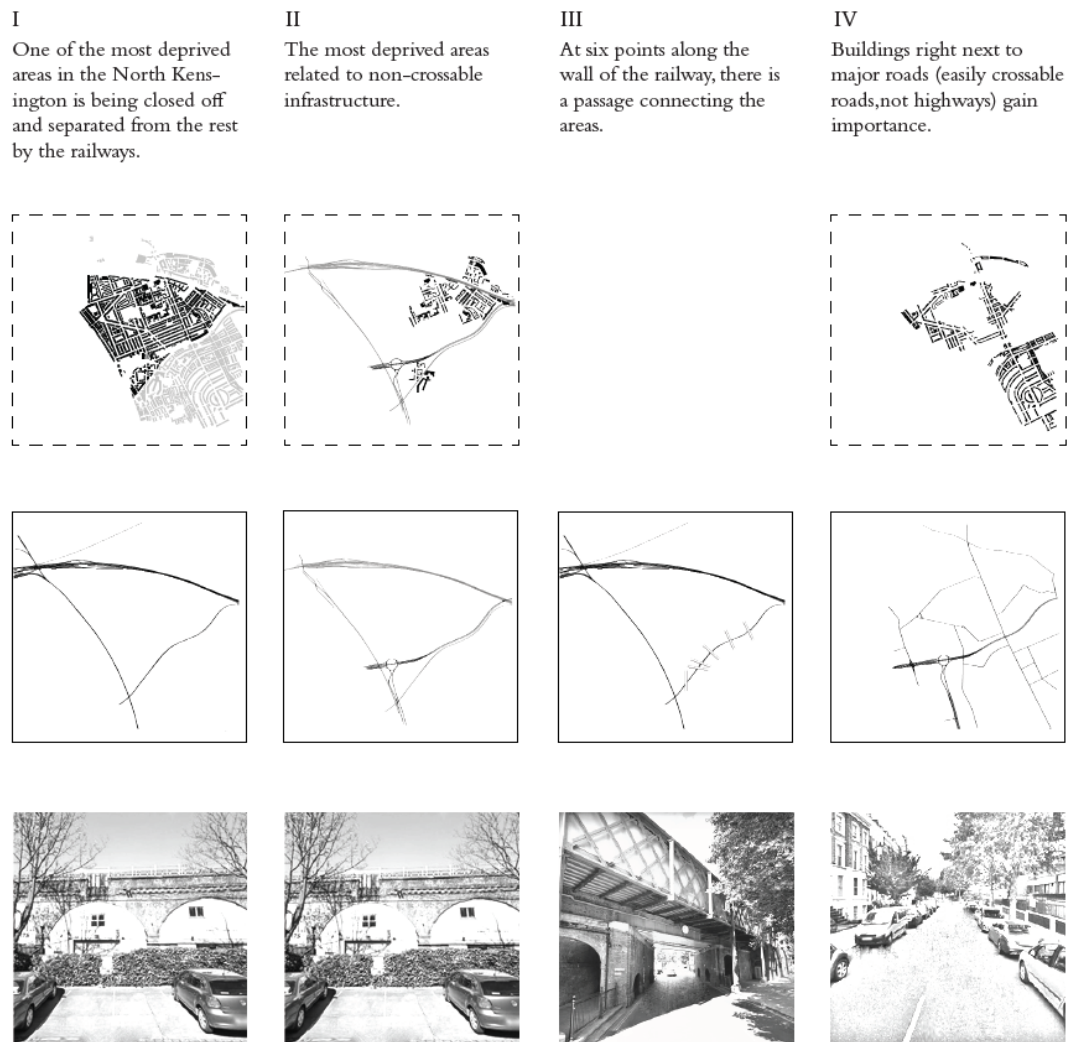 I
One of the most deprived
areas in the North Kens-
ington is being closed off
and separated from the rest
by the railways.
II
The most deprived areas
related to non-crossable
infrastructure.
III
At six points along the
wall of the railway, there is
a passage connecting the
areas.
IV
Buildings right next to
major roads (easily crossable
roads,not highways) gain
importance.